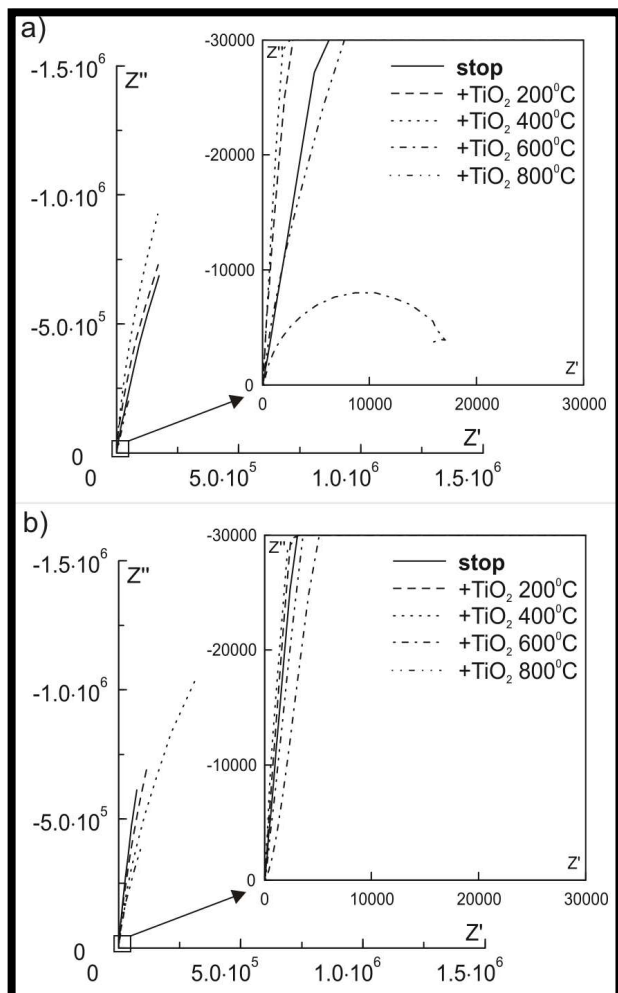 a)
-1.5·10⁶
Z''
-1.0·10⁶
-5.0·10⁵
0
0
5.0·10⁵
1.0·10⁶
1.5·10⁶
Z'
-30000
Z''
-20000
-10000
0
0
10000
20000
30000
Z'
stop
+TiO₂ 200⁰C
+TiO₂ 400⁰C
+TiO₂ 600⁰C
+TiO₂ 800⁰C
b)
-1.5·10⁶
Z''
-1.0·10⁶
-5.0·10⁵
0
0
5.0·10⁵
1.0·10⁶
1.5·10⁶
Z'
-30000
Z''
-20000
-10000
0
0
10000
20000
30000
Z'
stop
+TiO₂ 200⁰C
+TiO₂ 400⁰C
+TiO₂ 600⁰C
+TiO₂ 800⁰C